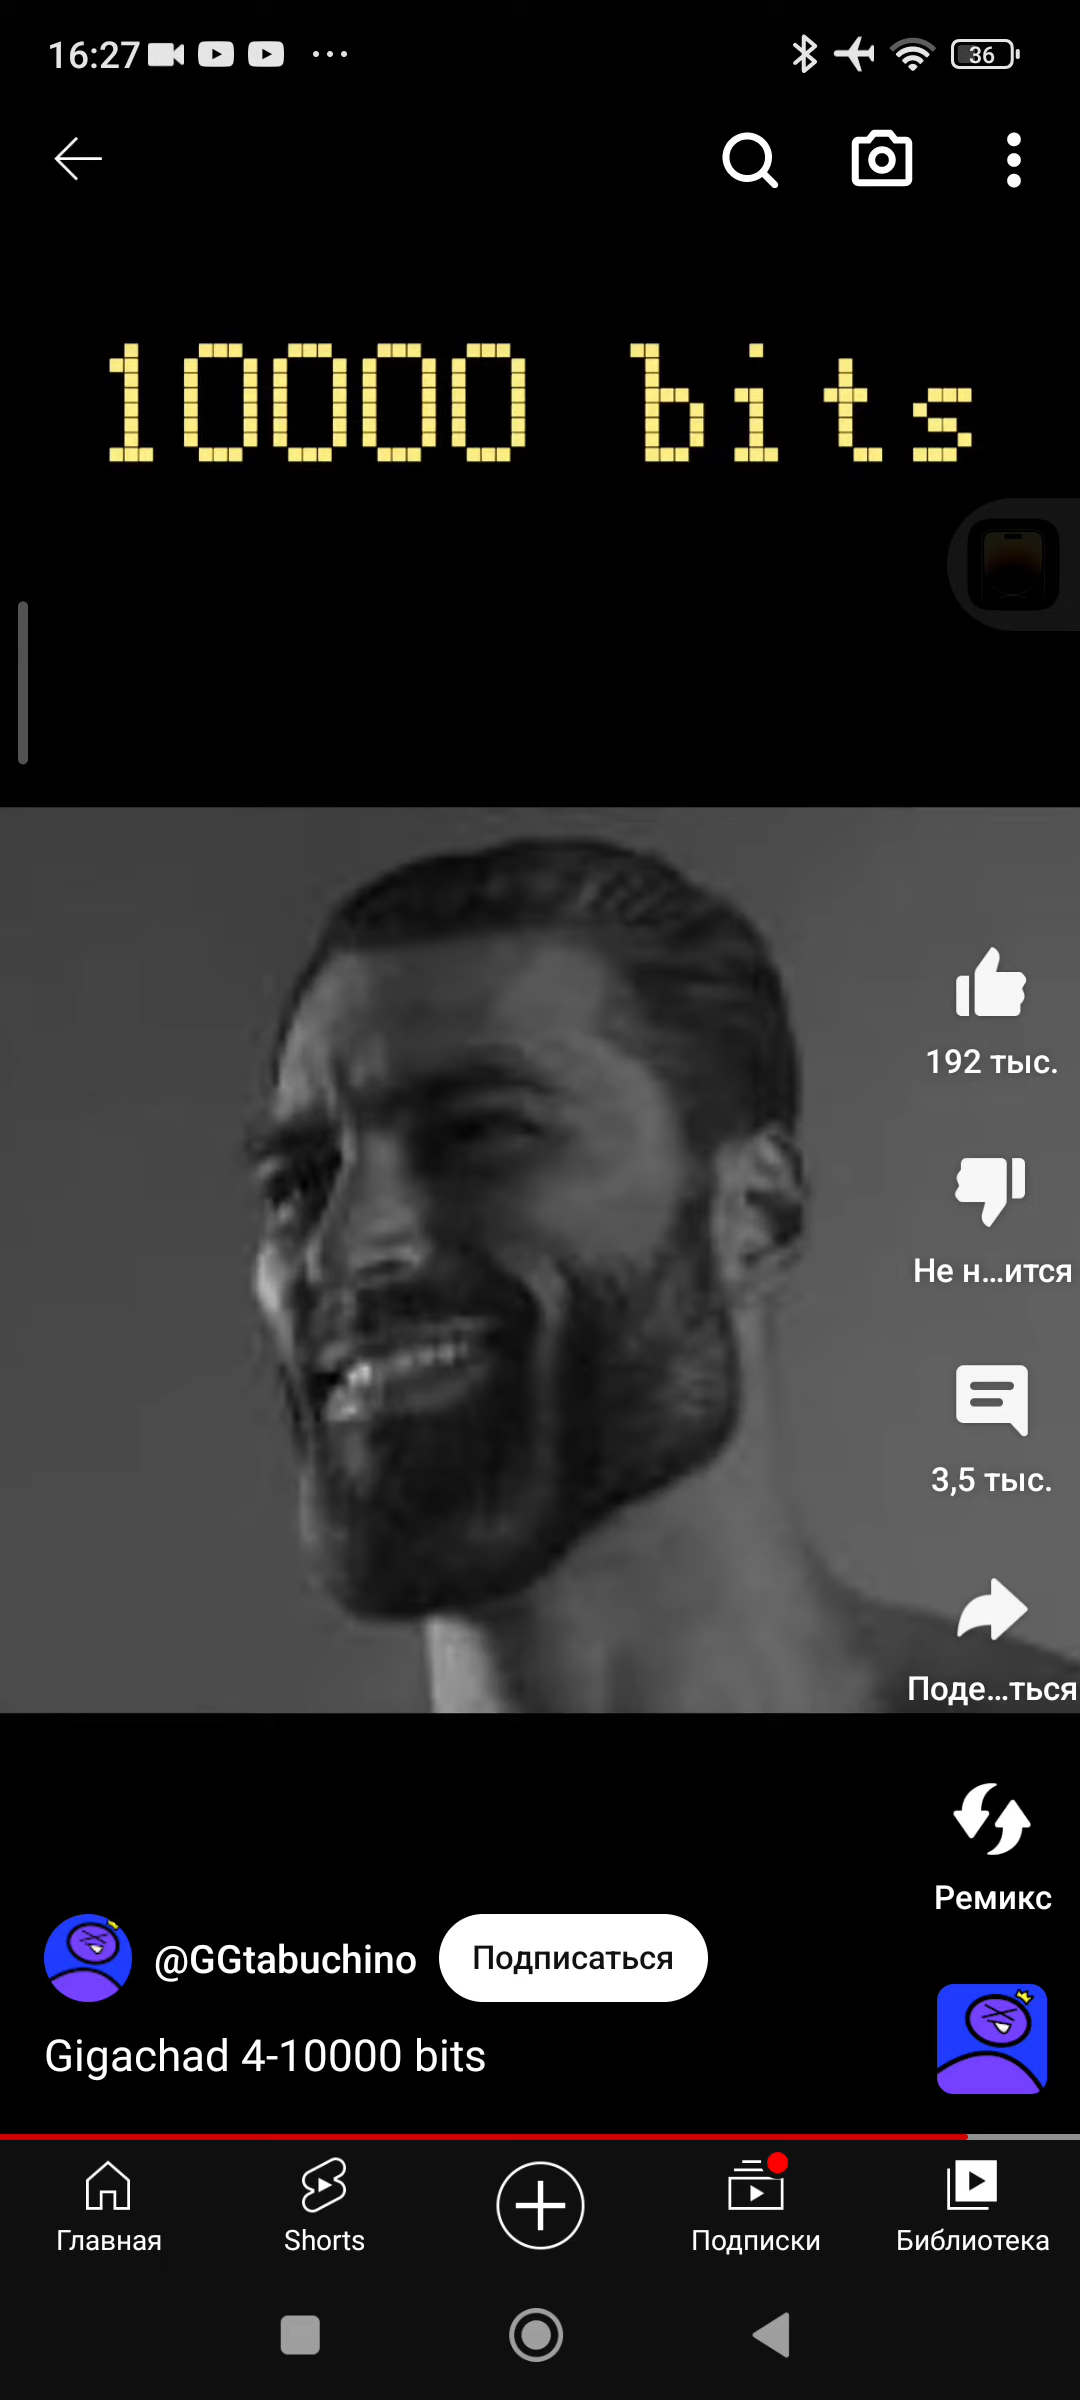 16:27
36
10000 bits
192 тыс.
Не н...ится
3,5 тыс.
Поде...ться
Ремикс
@GGtabuchino Подписаться
Gigachad 4-10000 bits
Главная Shorts Подписки Библиотека